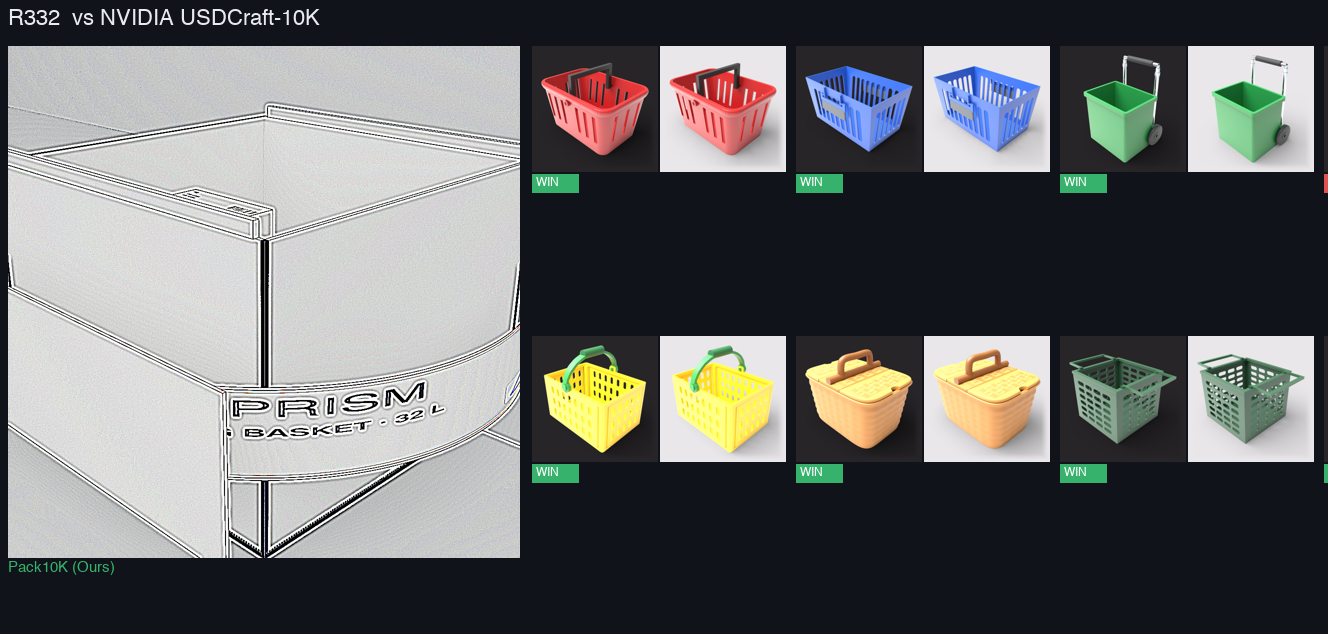 R332 vs NVIDIA USDCraft-10K
WIN
WIN
WIN
PRISM
BASKET · 32 L
WIN
WIN
WIN
Pack10K (Ours)